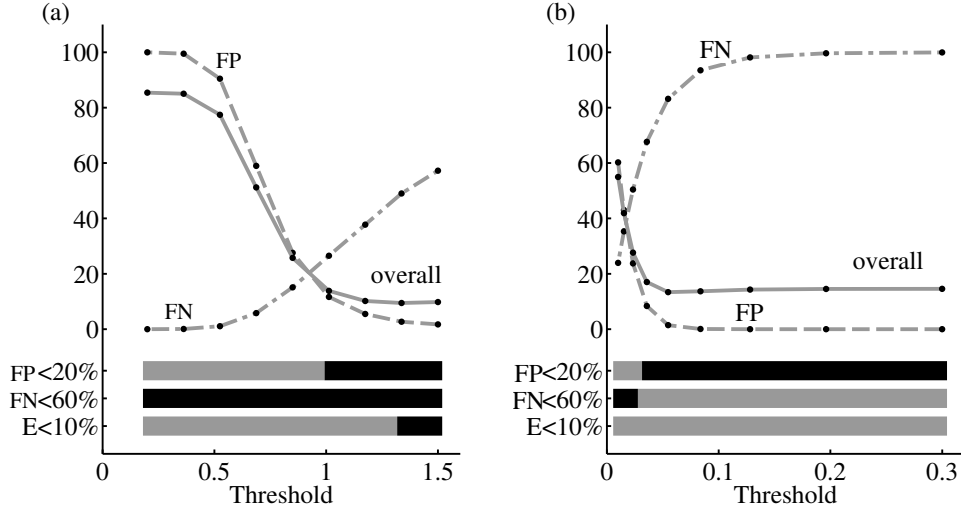 (a)
100
80
60
40
20
0
FP
FN
overall
FP<20%
FN<60%
E<10%
0 0.5 1 1.5
Threshold
(b)
100
80
60
40
20
0
FN
overall
FP
FP<20%
FN<60%
E<10%
0 0.1 0.2 0.3
Threshold